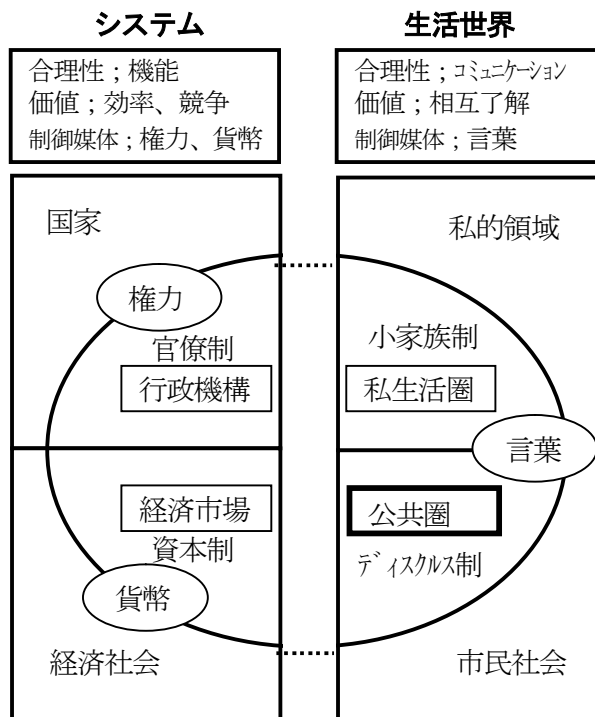 システム
合理性；機能
価値；効率、競争
制御媒体；権力、貨幣
国家
権力
官僚制
行政機構
経済市場
資本制
貨幣
経済社会
生活世界
合理性；ｺﾐｭﾆｹｰｼｮﾝ
価値；相互了解
制御媒体；言葉
私的領域
小家族制
私生活圏
言葉
公共圏
ﾃﾞｨｽｸﾙｽ制
市民社会